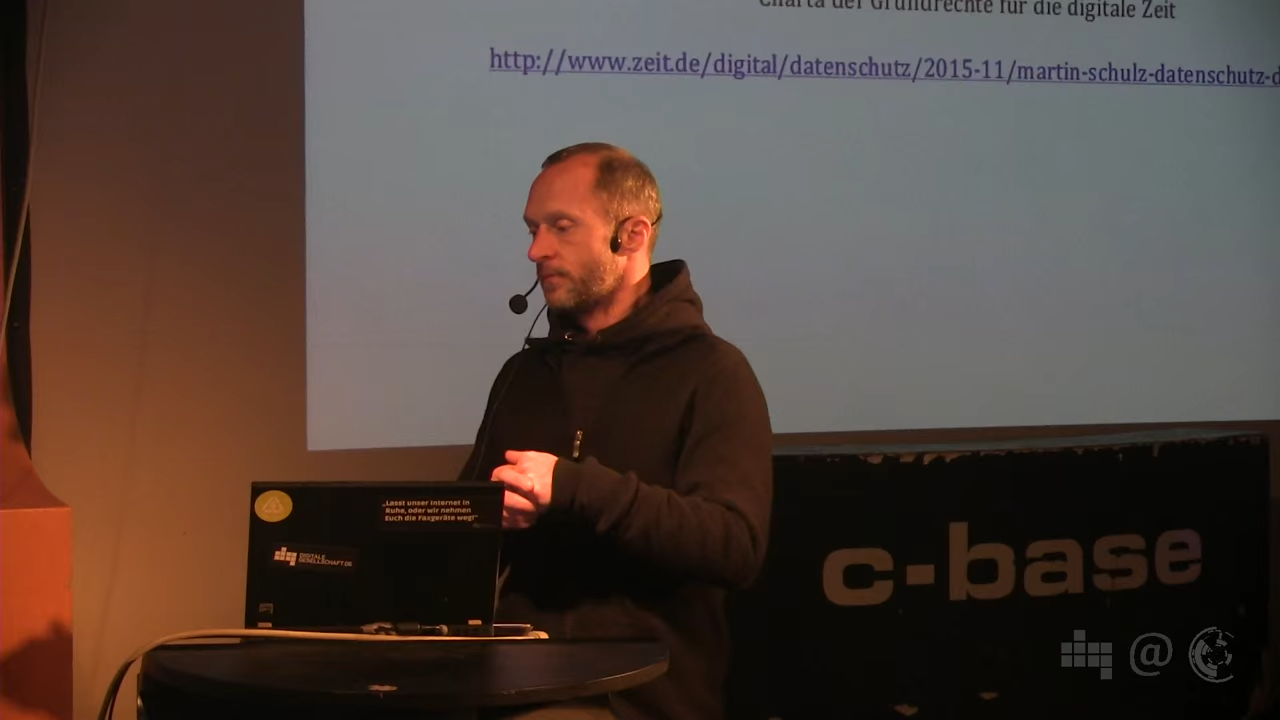 Charta der Grundrechte für die digitale Zeit
http://www.zeit.de/digital/datenschutz/2015-11/martin-schulz-datenschutz-d
„Lasst unser Internet in
Ruhe, oder wir nehmen
Euch die Faxgeräte weg!“
DIGITALE
GESELLSCHAFT.DE
c-base
@